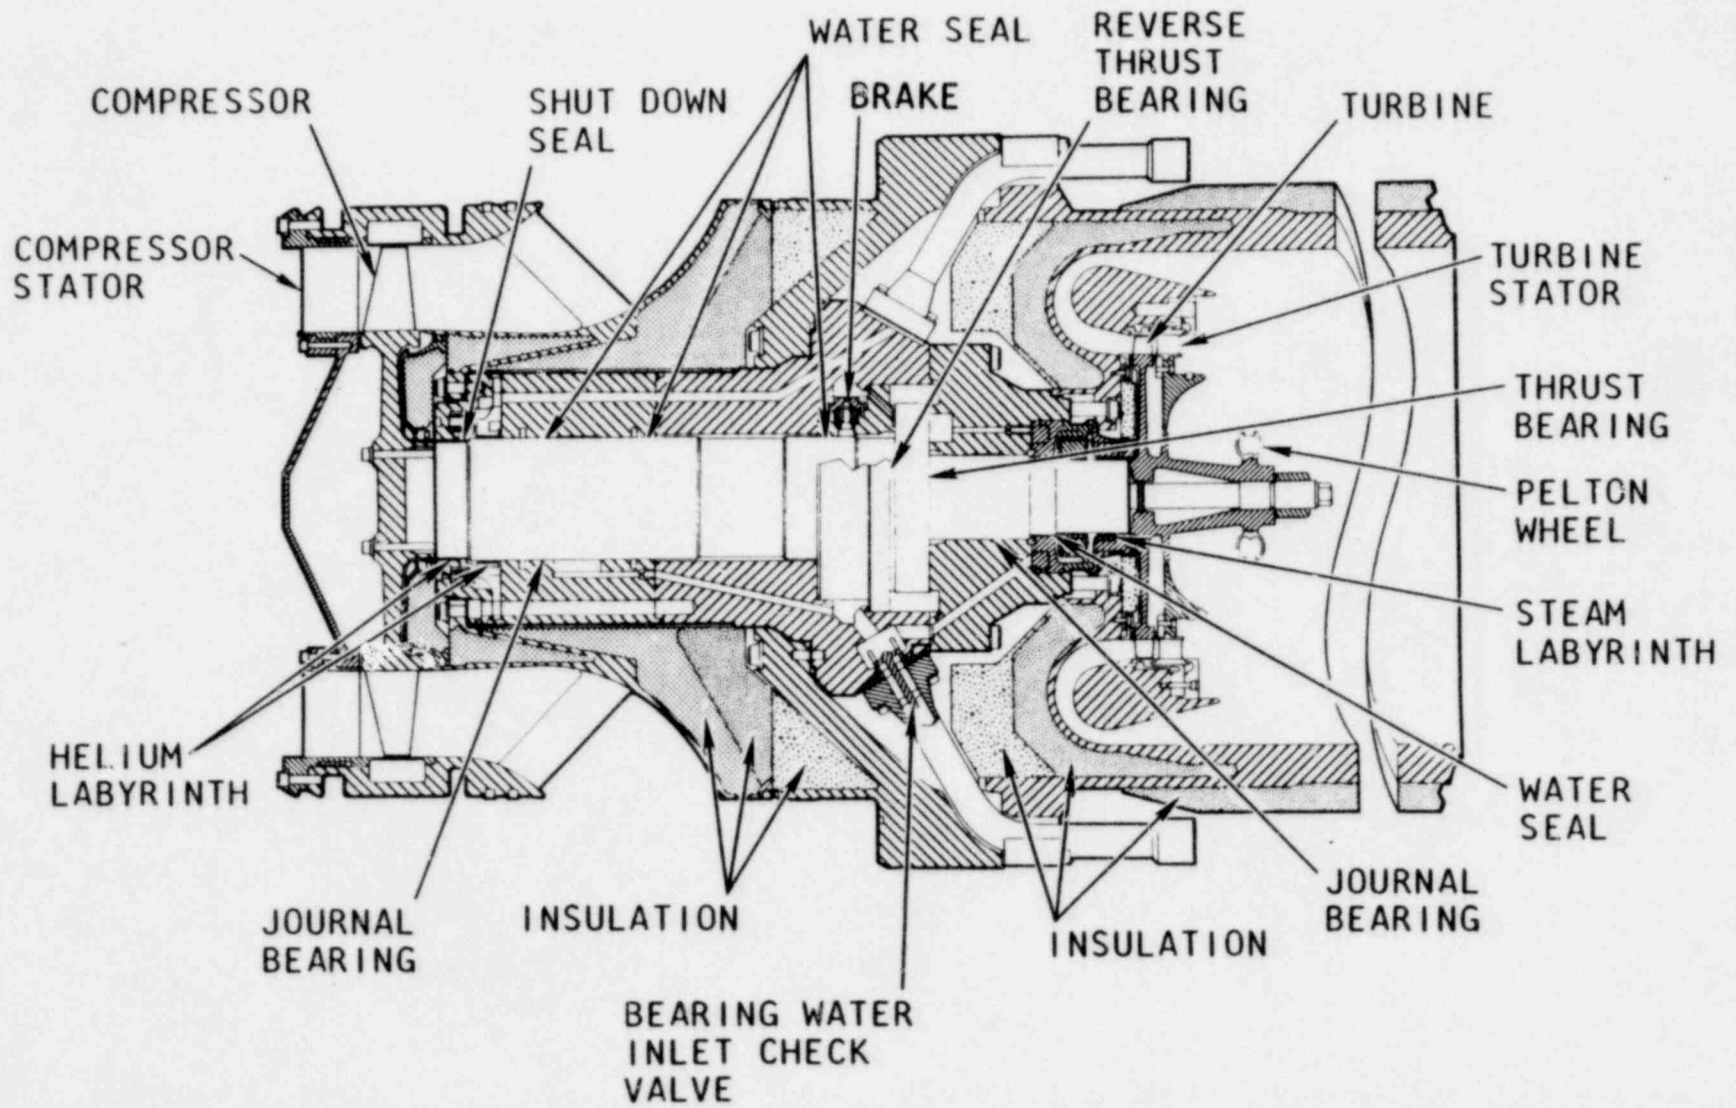 WATER SEAL
REVERSE
THRUST
BEARING
COMPRESSOR
SHUT DOWN
SEAL
BRAKE
TURBINE
COMPRESSOR
STATOR
TURBINE
STATOR
THRUST
BEARING
PELTON
WHEEL
STEAM
LABYRINTH
HELIUM
LABYRINTH
WATER
SEAL
JOURNAL
BEARING
INSULATION
INSULATION
JOURNAL
BEARING
BEARING WATER
INLET CHECK
VALVE